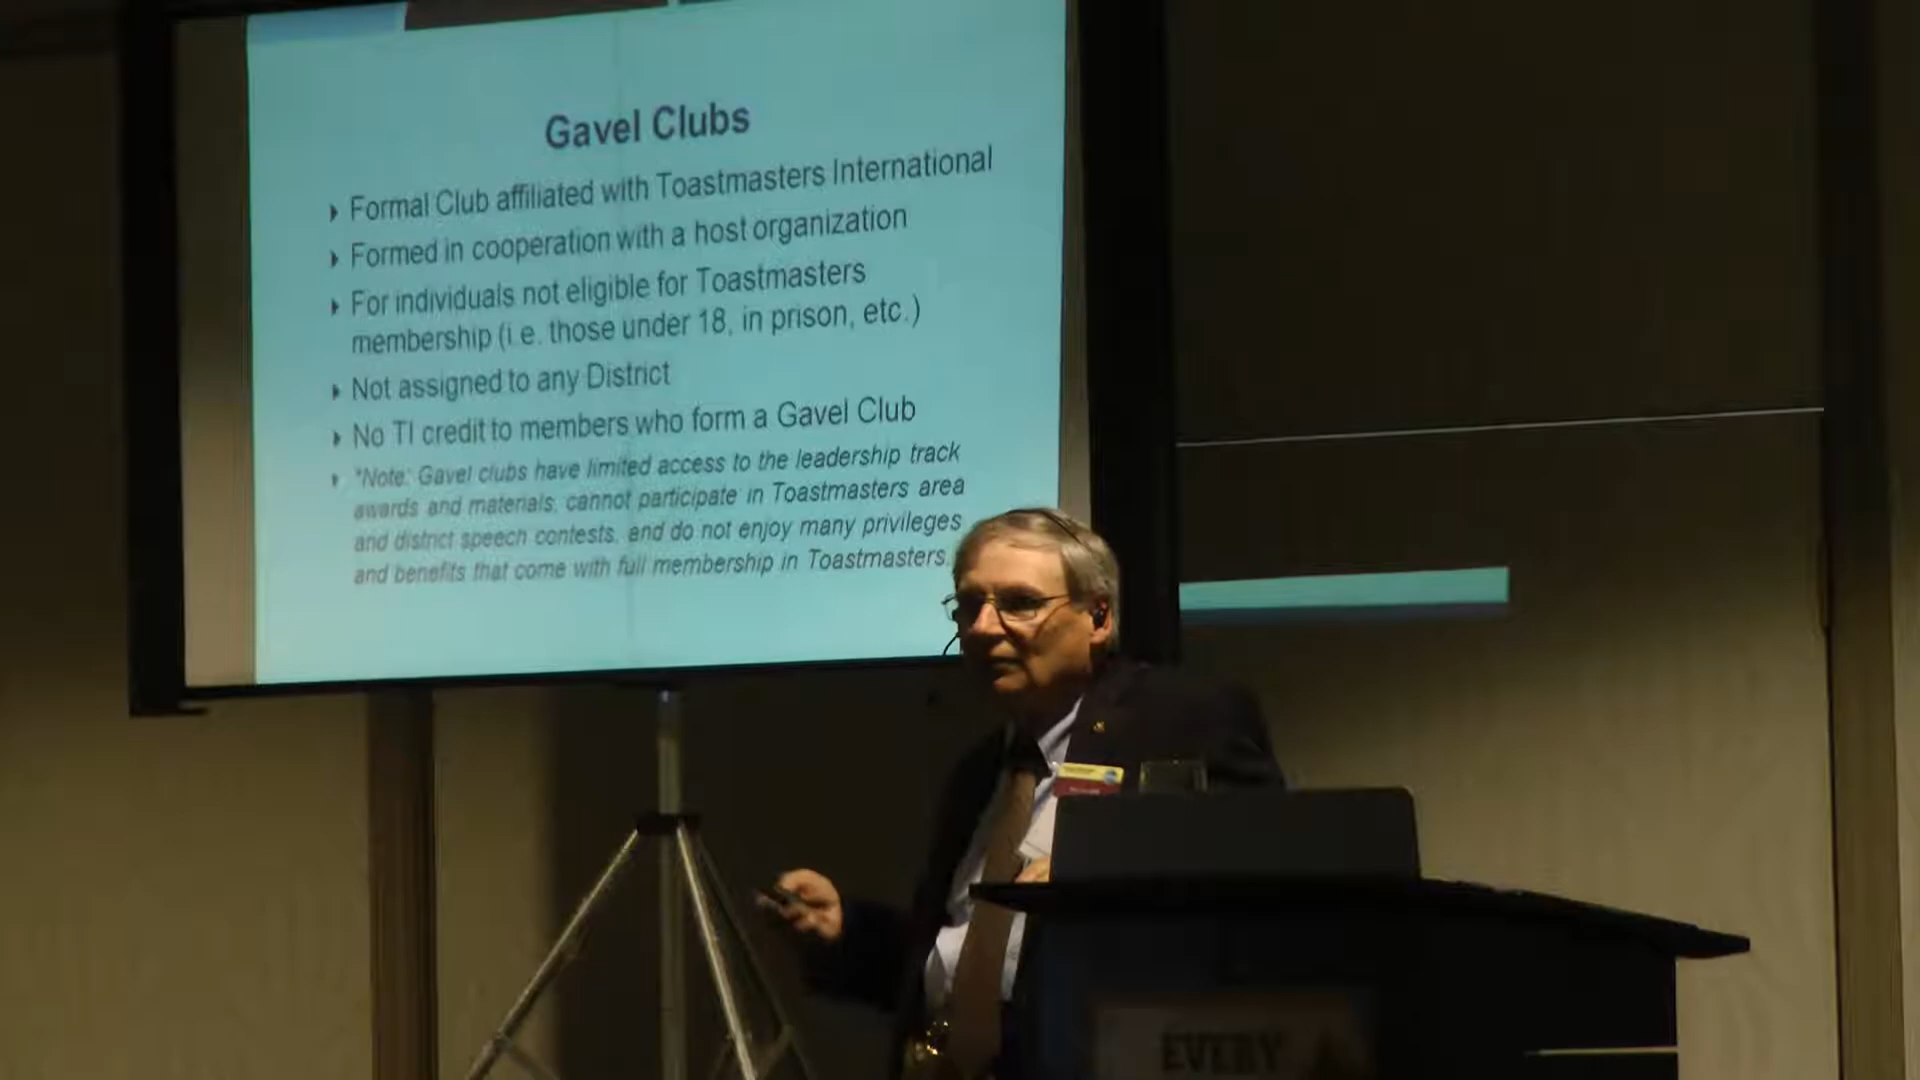 Gavel Clubs
Formal Club affiliated with Toastmasters International
Formed in cooperation with a host organization
For individuals not eligible for Toastmasters
membership (i.e. those under 18, in prison, etc.)
Not assigned to any District
No TI credit to members who form a Gavel Club
*Note: Gavel clubs have limited access to the leadership track
awards and materials, cannot participate in Toastmasters area
and district speech contests, and do not enjoy many privileges
and benefits that come with full membership in Toastmasters.
EVERY